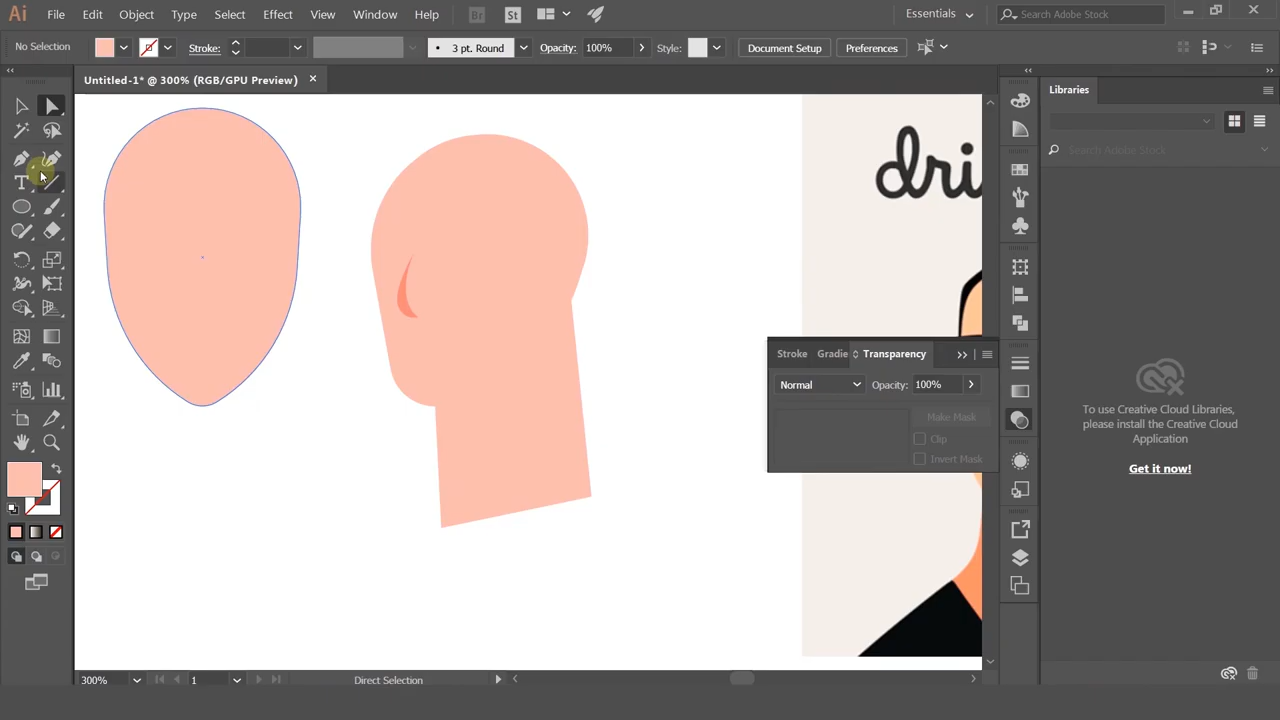 Ai File Edit Object Type Select Effect View Window Help Br St Essentials Search Adobe Stock
No Selection Stroke: 3 pt. Round Opacity: 100% Style: Document Setup Preferences
Untitled-1* @ 300% (RGB/GPU Preview)
Libraries
Search Adobe Stock
dri
T
Stroke Gradie Transparency
Normal Opacity: 100%
Make Mask
Clip
Invert Mask
To use Creative Cloud Libraries,
please install the Creative Cloud
Application
Get it now!
300% 1 Direct Selection